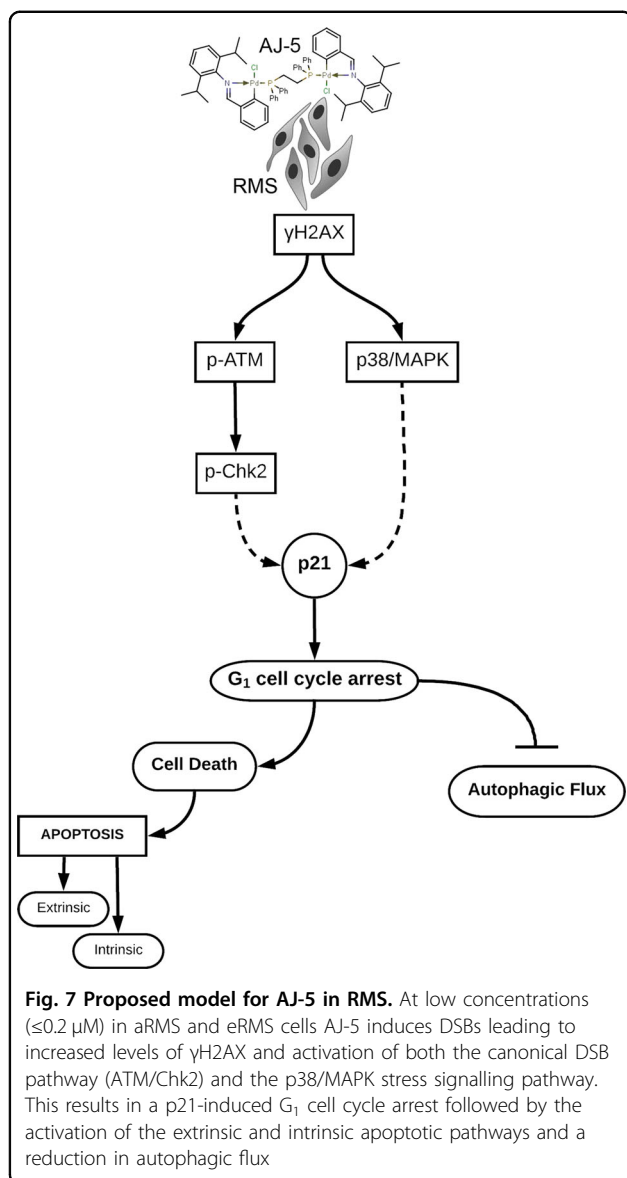 AJ-5
Cl
Ph
Ph
N
Pd
P
Ph
Ph
P
Pd
N
Ph
Ph
Cl
RMS
γH2AX
p-ATM
p38/MAPK
p-Chk2
p21
G₁ cell cycle arrest
Cell Death
Autophagic Flux
APOPTOSIS
Extrinsic
Intrinsic
Fig. 7 Proposed model for AJ-5 in RMS. At low concentrations
(≤0.2 μM) in aRMS and eRMS cells AJ-5 induces DSBs leading to
increased levels of γH2AX and activation of both the canonical DSB
pathway (ATM/Chk2) and the p38/MAPK stress signalling pathway.
This results in a p21-induced G₁ cell cycle arrest followed by the
activation of the extrinsic and intrinsic apoptotic pathways and a
reduction in autophagic flux